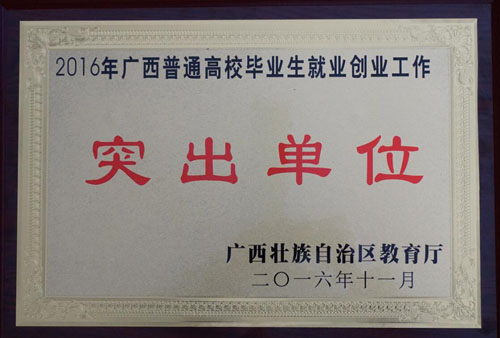 2016年广西普通高校毕业生就业创业工作
突出单位
广西壮族自治区教育厅
二〇一六年十一月